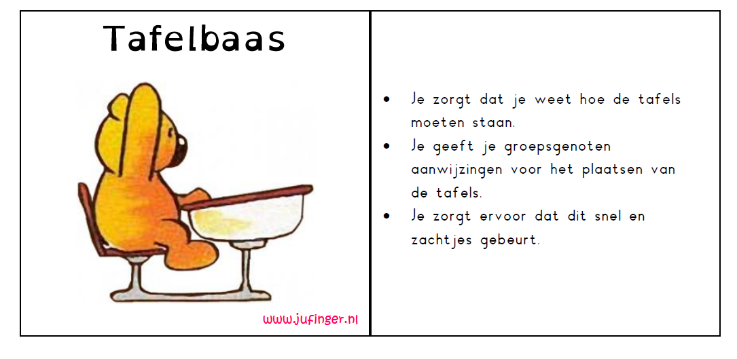 Tafelbaas
www.jufinger.nl
• Je zorgt dat je weet hoe de tafels
moeten staan.
• Je geeft je groepsgenoten
aanwijzingen voor het plaatsen van
de tafels.
• Je zorgt ervoor dat dit snel en
zachtjes gebeurt.